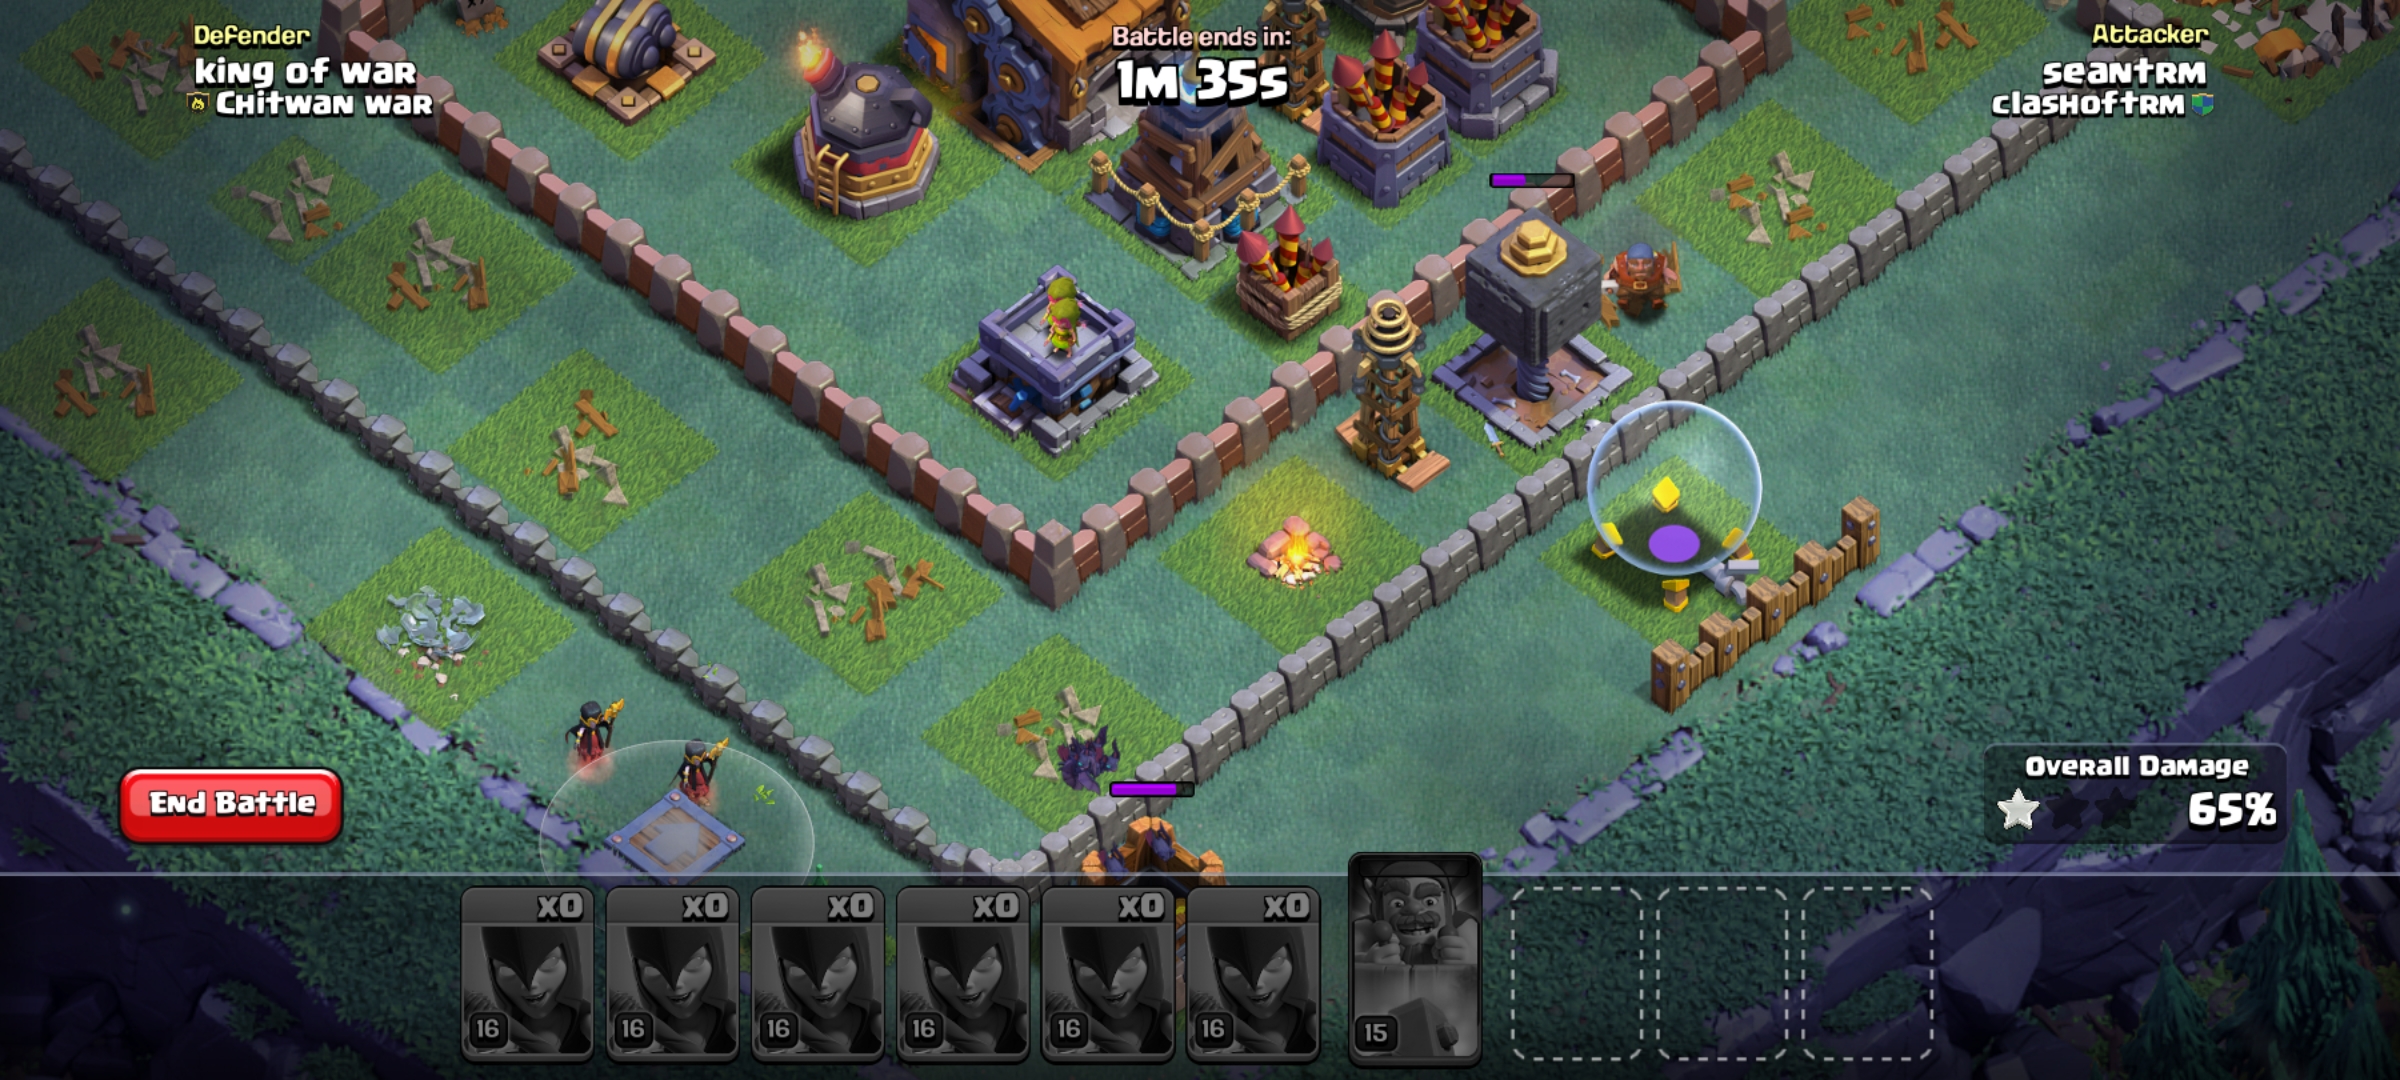 Defender
king of war
Chitwan war
Battle ends in:
1M 35s
Attacker
seantrm
clashoftrm
End Battle
Overall Damage
65%
x0
x0
x0
x0
x0
x0
16
16
16
16
16
16
15